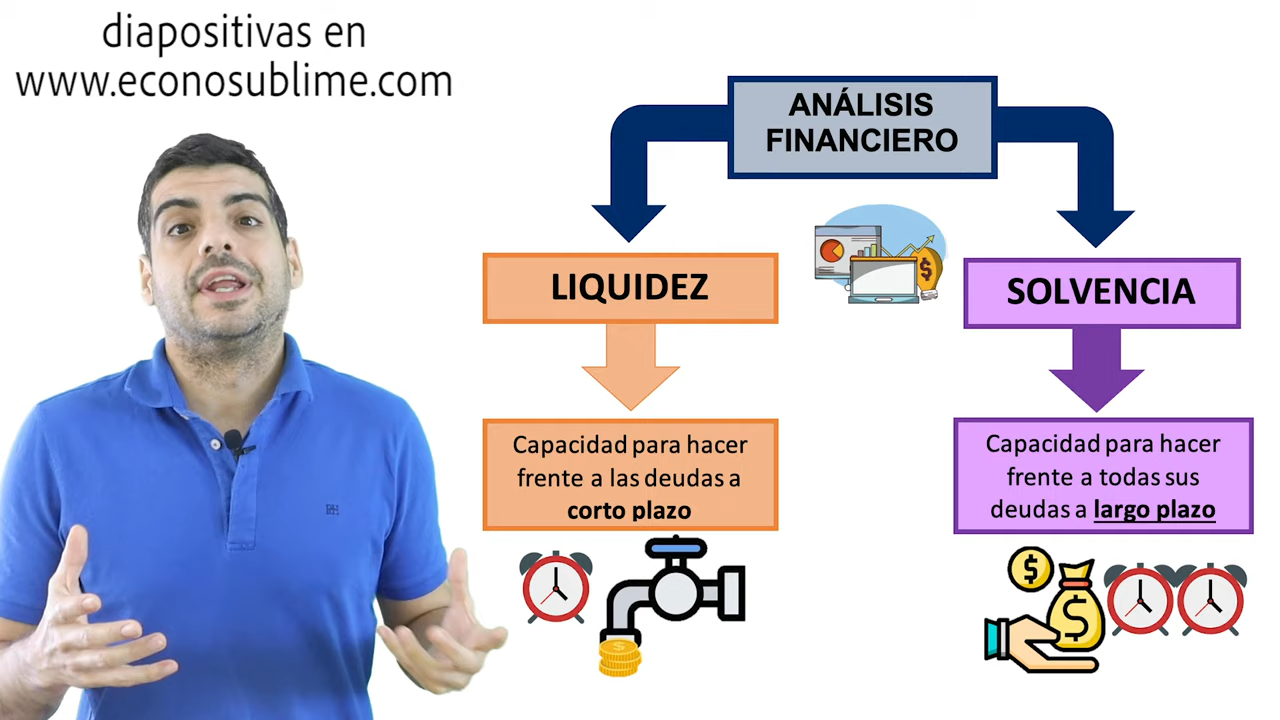 diapositivas en
www.econosublime.com
ANÁLISIS
FINANCIERO
LIQUIDEZ
SOLVENCIA
Capacidad para hacer
frente a las deudas a
corto plazo
Capacidad para hacer
frente a todas sus
deudas a largo plazo